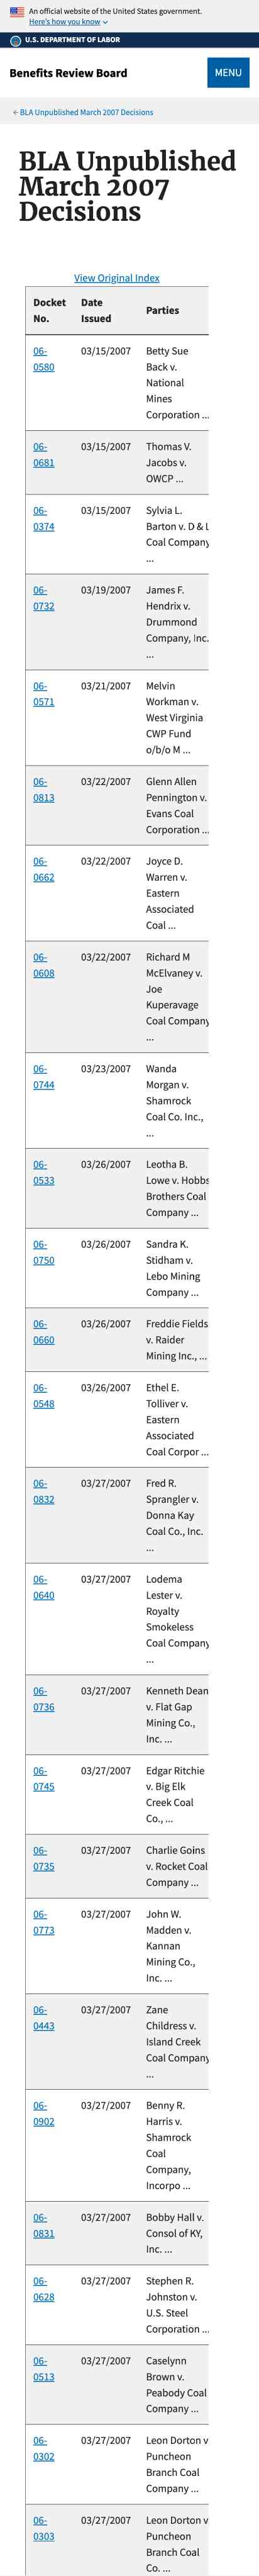 An official website of the United States government.
Here's how you know
U.S. DEPARTMENT OF LABOR
Benefits Review Board
MENU
← BLA Unpublished March 2007 Decisions
BLA Unpublished
March 2007
Decisions
View Original Index
Docket No. Date Issued Parties
06-0580 03/15/2007 Betty Sue Back v. National Mines Corporation ...
06-0681 03/15/2007 Thomas V. Jacobs v. OWCP ...
06-0374 03/15/2007 Sylvia L. Barton v. D & L Coal Company ...
06-0732 03/19/2007 James F. Hendrix v. Drummond Company, Inc. ...
06-0571 03/21/2007 Melvin Workman v. West Virginia CWP Fund o/b/o M ...
06-0813 03/22/2007 Glenn Allen Pennington v. Evans Coal Corporation ...
06-0662 03/22/2007 Joyce D. Warren v. Eastern Associated Coal ...
06-0608 03/22/2007 Richard M McElvaney v. Joe Kuperavage Coal Company ...
06-0744 03/23/2007 Wanda Morgan v. Shamrock Coal Co. Inc., ...
06-0533 03/26/2007 Leotha B. Lowe v. Hobbs Brothers Coal Company ...
06-0750 03/26/2007 Sandra K. Stidham v. Lebo Mining Company ...
06-0660 03/26/2007 Freddie Fields v. Raider Mining Inc., ...
06-0548 03/26/2007 Ethel E. Tolliver v. Eastern Associated Coal Corpor ...
06-0832 03/27/2007 Fred R. Sprangler v. Donna Kay Coal Co., Inc. ...
06-0640 03/27/2007 Lodema Lester v. Royalty Smokeless Coal Company ...
06-0736 03/27/2007 Kenneth Dean v. Flat Gap Mining Co., Inc. ...
06-0745 03/27/2007 Edgar Ritchie v. Big Elk Creek Coal Co., ...
06-0735 03/27/2007 Charlie Goins v. Rocket Coal Company ...
06-0773 03/27/2007 John W. Madden v. Kannan Mining Co., Inc. ...
06-0443 03/27/2007 Zane Childress v. Island Creek Coal Company ...
06-0902 03/27/2007 Benny R. Harris v. Shamrock Coal Company, Incorpo ...
06-0831 03/27/2007 Bobby Hall v. Consol of KY, Inc. ...
06-0628 03/27/2007 Stephen R. Johnston v. U.S. Steel Corporation ...
06-0513 03/27/2007 Caselynn Brown v. Peabody Coal Company ...
06-0302 03/27/2007 Leon Dorton v Puncheon Branch Coal Company ...
06-0303 03/27/2007 Leon Dorton v Puncheon Branch Coal Co. ...